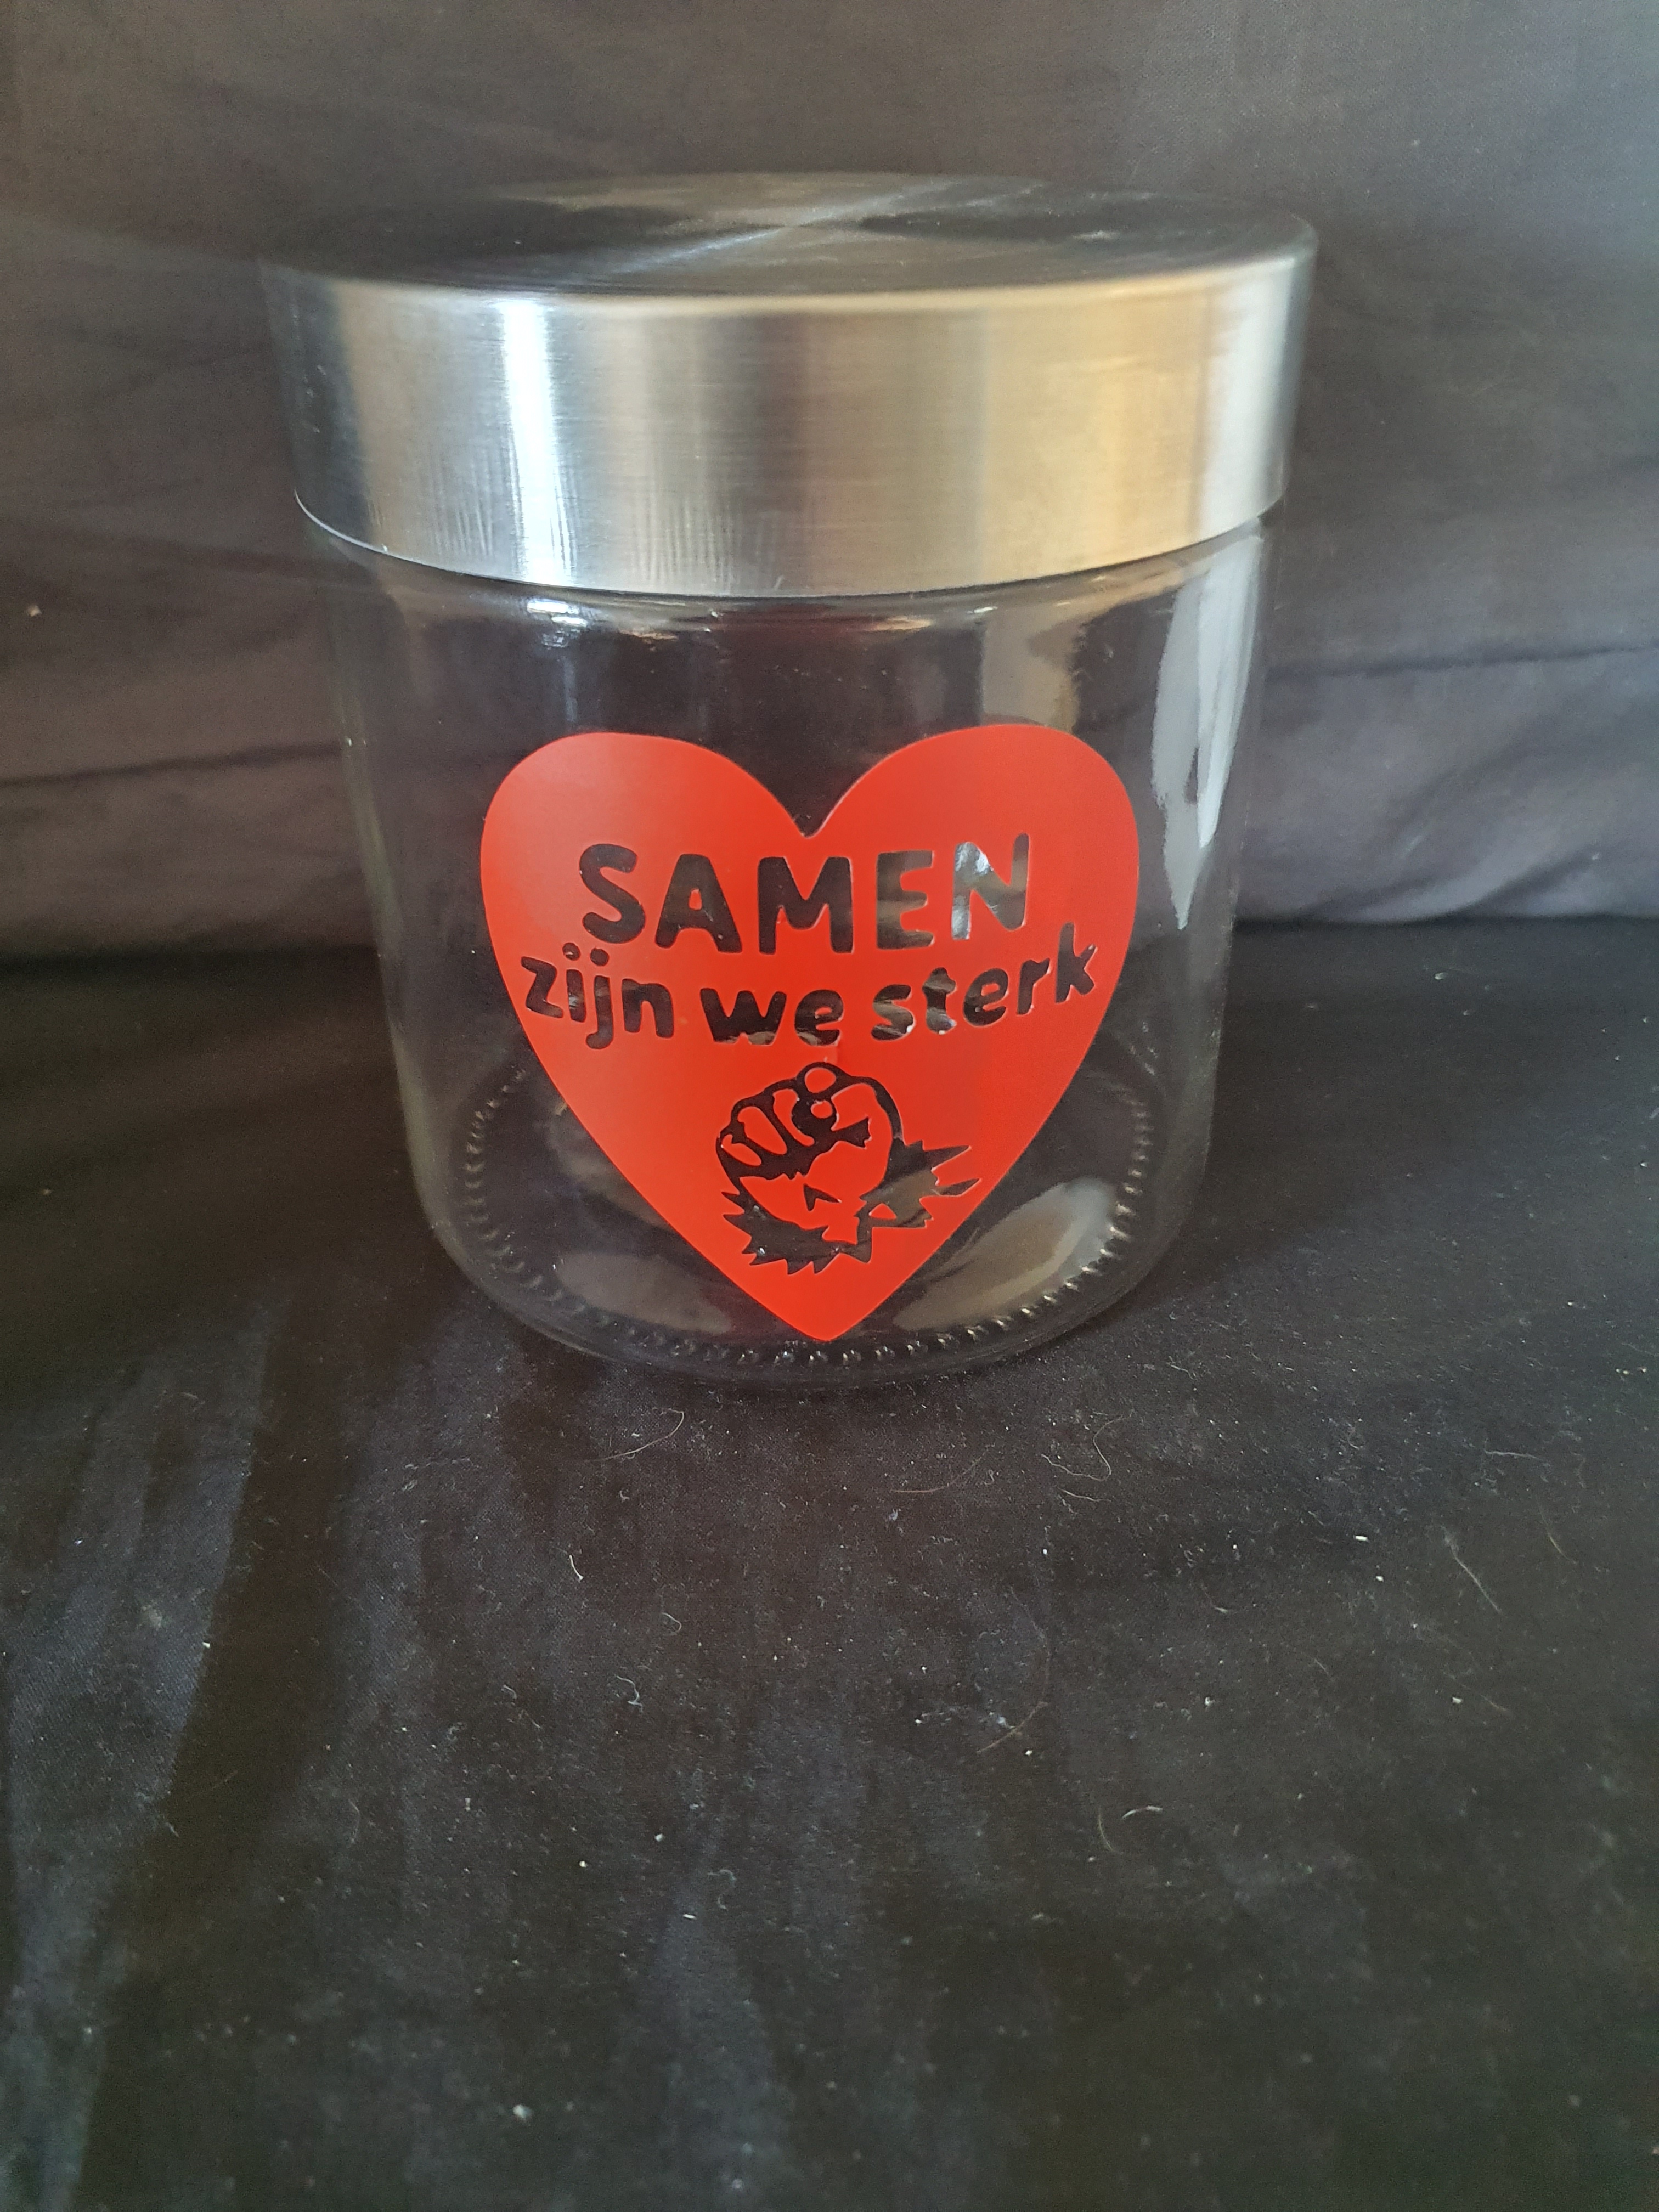 SAMEN
zijn we sterk